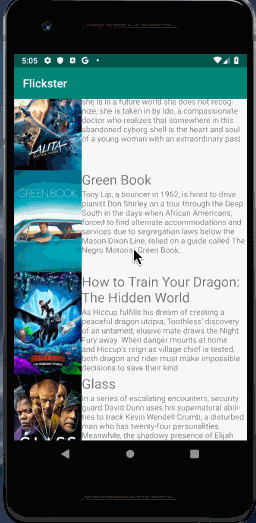 5:05
Flickster
she is in a future world she does not recog-
nize, she is taken in by Ido, a compassionate
doctor who realizes that somewhere in this
abandoned cyborg shell is the heart and soul
of a young woman with an extraordinary past.
ALITA
GREEN BOOK
Green Book
Tony Lip, a bouncer in 1962, is hired to drive
pianist Don Shirley on a tour through the Deep
South in the days when African Americans,
forced to find alternate accommodations and
services due to segregation laws below the
Mason-Dixon Line, relied on a guide called The
Negro Motorist Green Book.
How to Train Your Dragon:
The Hidden World
As Hiccup fulfills his dream of creating a
peaceful dragon utopia, Toothless' discovery
of an untamed, elusive mate draws the Night
Fury away. When danger mounts at home
and Hiccup's reign as village chief is tested,
both dragon and rider must make impossible
decisions to save their kind
Glass
In a series of escalating encounters, security
guard David Dunn uses his supernatural abili-
ties to track Kevin Wendell Crumb, a disturbed
man who has twenty-four personalities.
Meanwhile, the shadowy presence of Elijah
GLASS